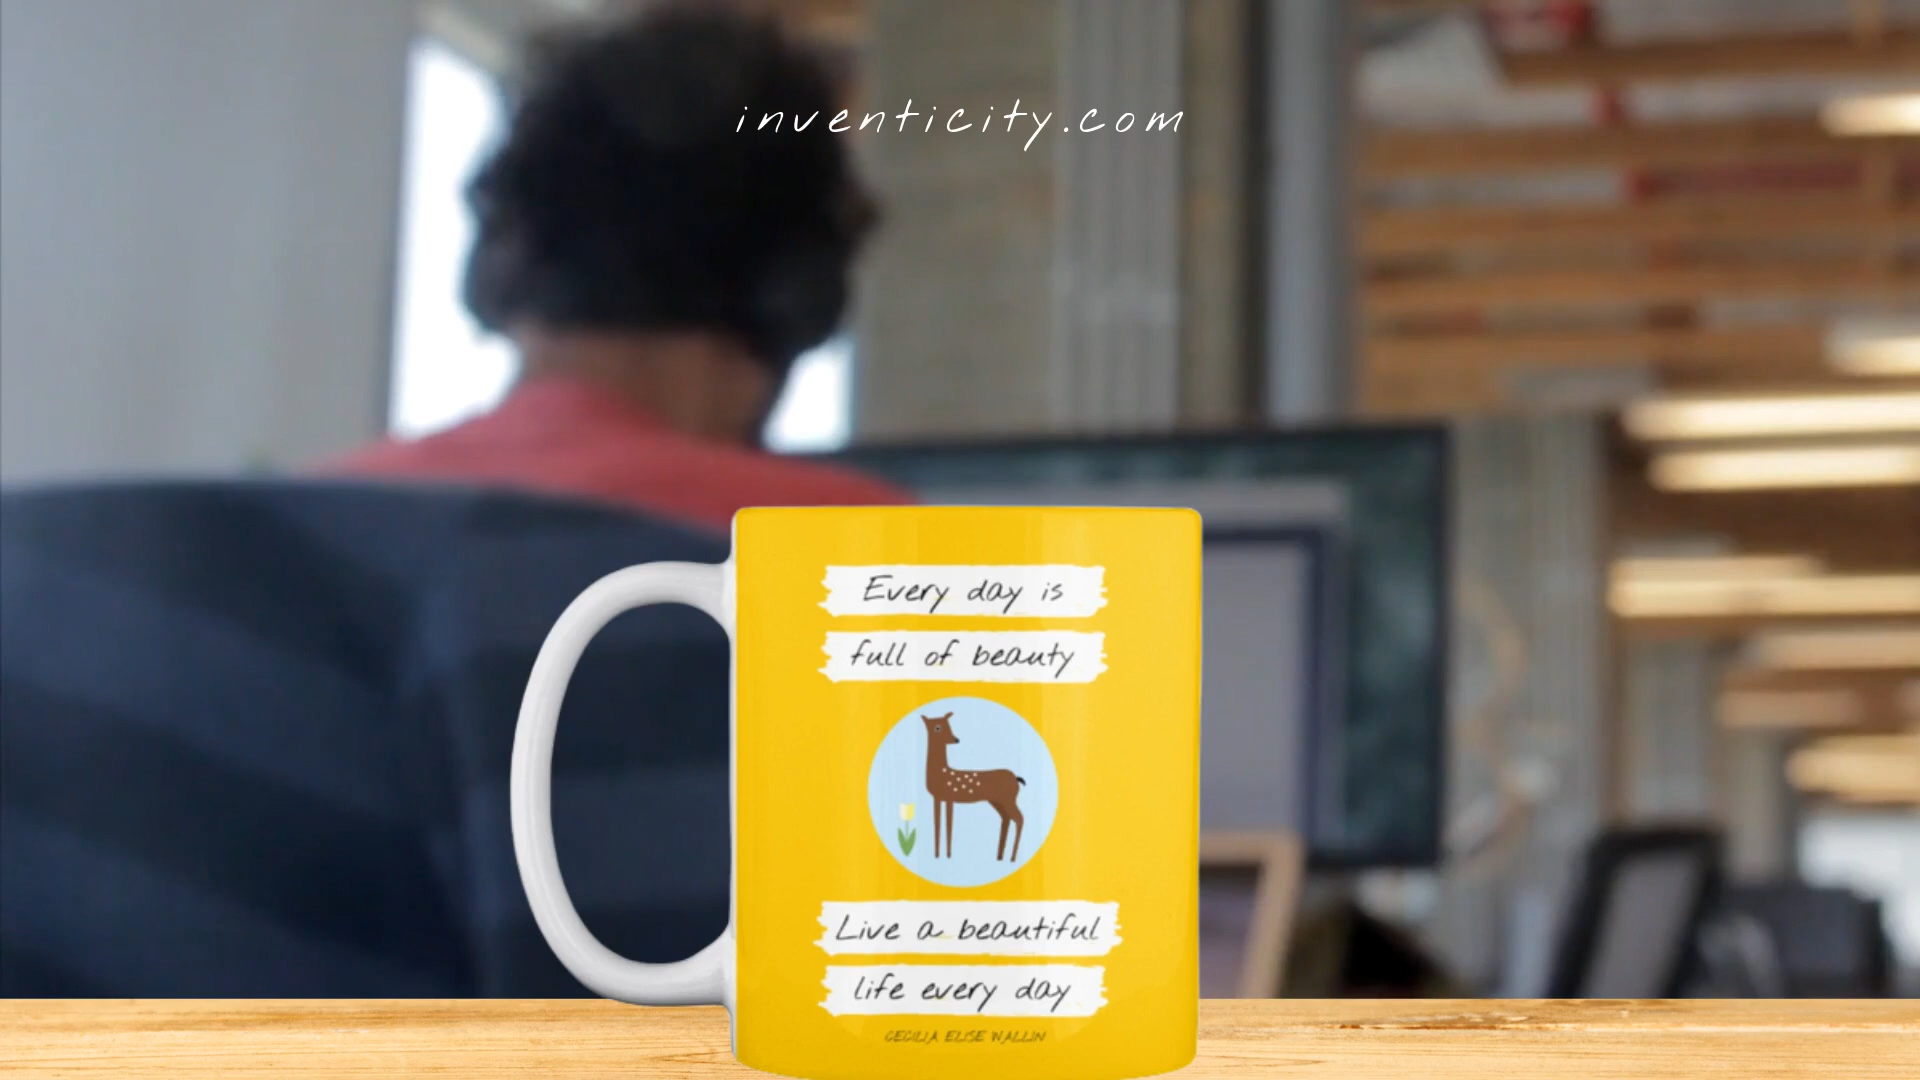 inventicity.com
Every day is
full of beauty
Live a beautiful
life every day
CECILIA ELISE WALLIN